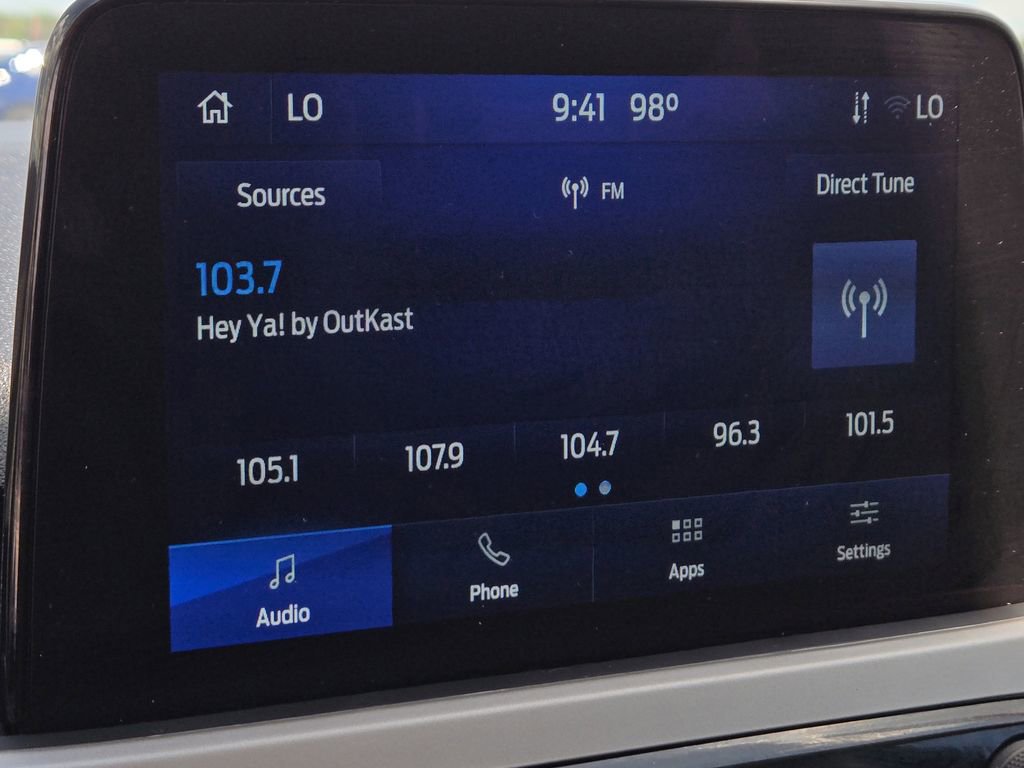 LO 9:41 98° LO
Sources FM Direct Tune
103.7
Hey Ya! by OutKast
105.1 107.9 104.7 96.3 101.5
Audio Phone Apps Settings